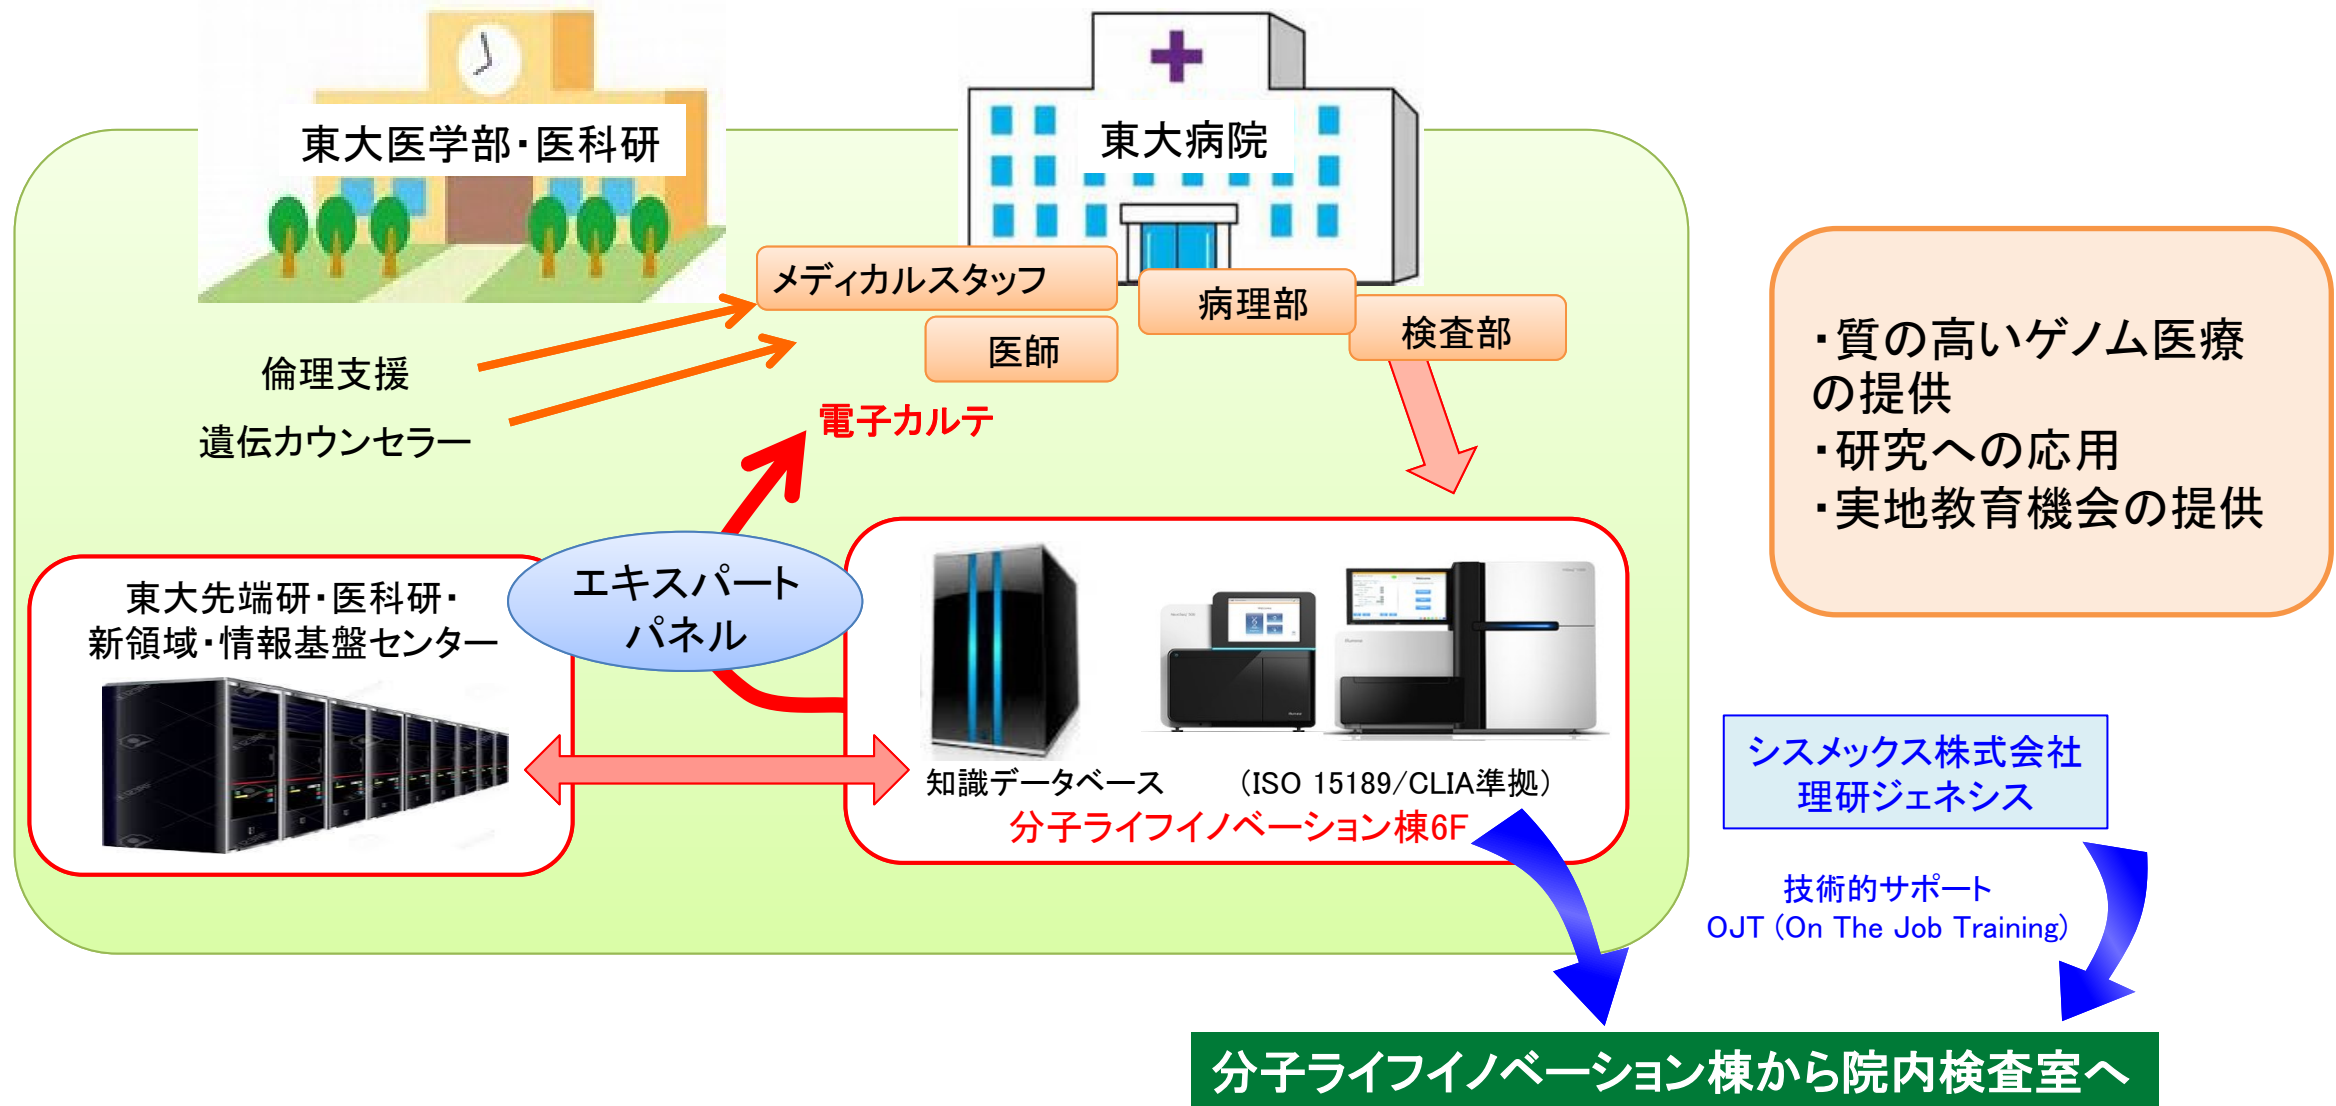 東大医学部・医科研
東大病院
メディカルスタッフ
病理部
検査部
医師
倫理支援
遺伝カウンセラー
電子カルテ
・質の高いゲノム医療
の提供
・研究への応用
・実地教育機会の提供
エキスパート
パネル
東大先端研・医科研・
新領域・情報基盤センター
知識データベース
（ISO 15189/CLIA準拠）
分子ライフイノベーション棟6F
シスメックス株式会社
理研ジェネシス
技術的サポート
OJT (On The Job Training)
分子ライフイノベーション棟から院内検査室へ